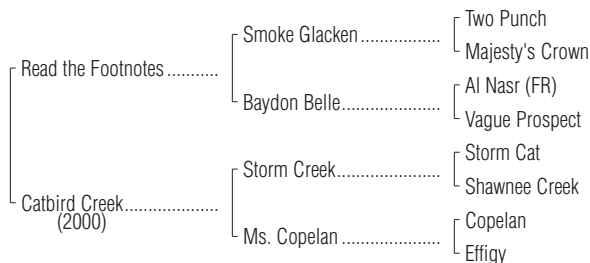 Two Punch
Smoke Glacken..................
Majesty's Crown
Read the Footnotes...........
Al Nasr (FR)
Baydon Belle......................
Vague Prospect
Storm Cat
Storm Creek.......................
Shawnee Creek
Catbird Creek.....................
(2000)
Copelan
Ms. Copelan......................
Effigy